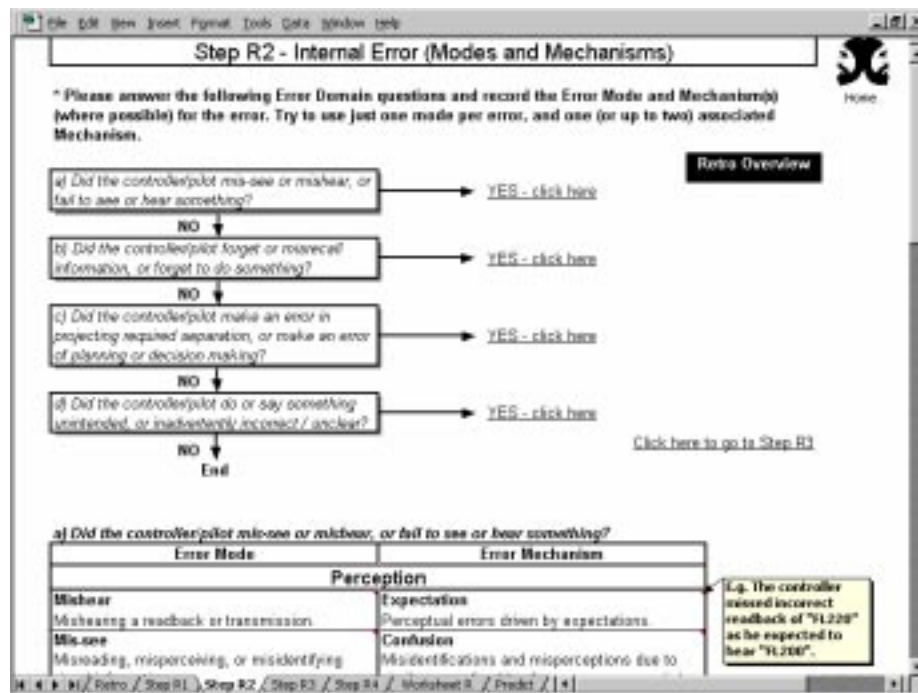 File Edit View Insert Format Tools Data Window Help
Step R2 - Internal Error (Modes and Mechanisms)
Home
* Please answer the following Error Domain questions and record the Error Mode and Mechanism(s)
(where possible) for the error. Try to use just one mode per error, and one (or up to two) associated
Mechanism.
Retro Overview
a) Did the controller/pilot mis-see or mishear, or
fail to see or hear something?
YES - click here
NO
b) Did the controller/pilot forget or misrecall
information, or forget to do something?
YES - click here
NO
c) Did the controller/pilot make an error in
projecting required separation, or make an error
of planning or decision making?
YES - click here
NO
d) Did the controller/pilot do or say something
unintended, or inadvertently incorrect / unclear?
YES - click here
NO
End
Click here to go to Step R3
a) Did the controller/pilot mis-see or mishear, or fail to see or hear something?
Error Mode Error Mechanism
Perception
Mishear Expectation
Mishearing a readback or transmission. Perceptual errors driven by expectations.
Mis-see Confusion
Misreading, misperceiving, or misidentifying Misidentifications and misperceptions due to
E.g. The controller
missed incorrect
readback of "FL220"
as he expected to
hear "FL200".
Retro / Step R1 / Step R2 / Step R3 / Step R4 / Worksheet R / Predict /